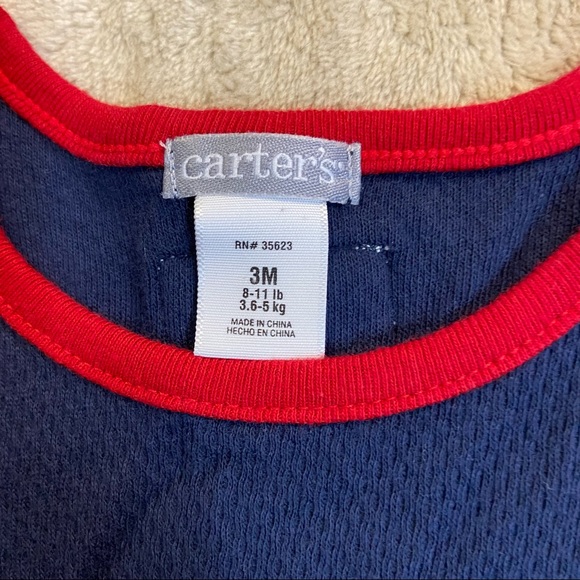 carter's
RN# 35623
3M
8-11 lb
3.6-5 kg
MADE IN CHINA
HECHO EN CHINA